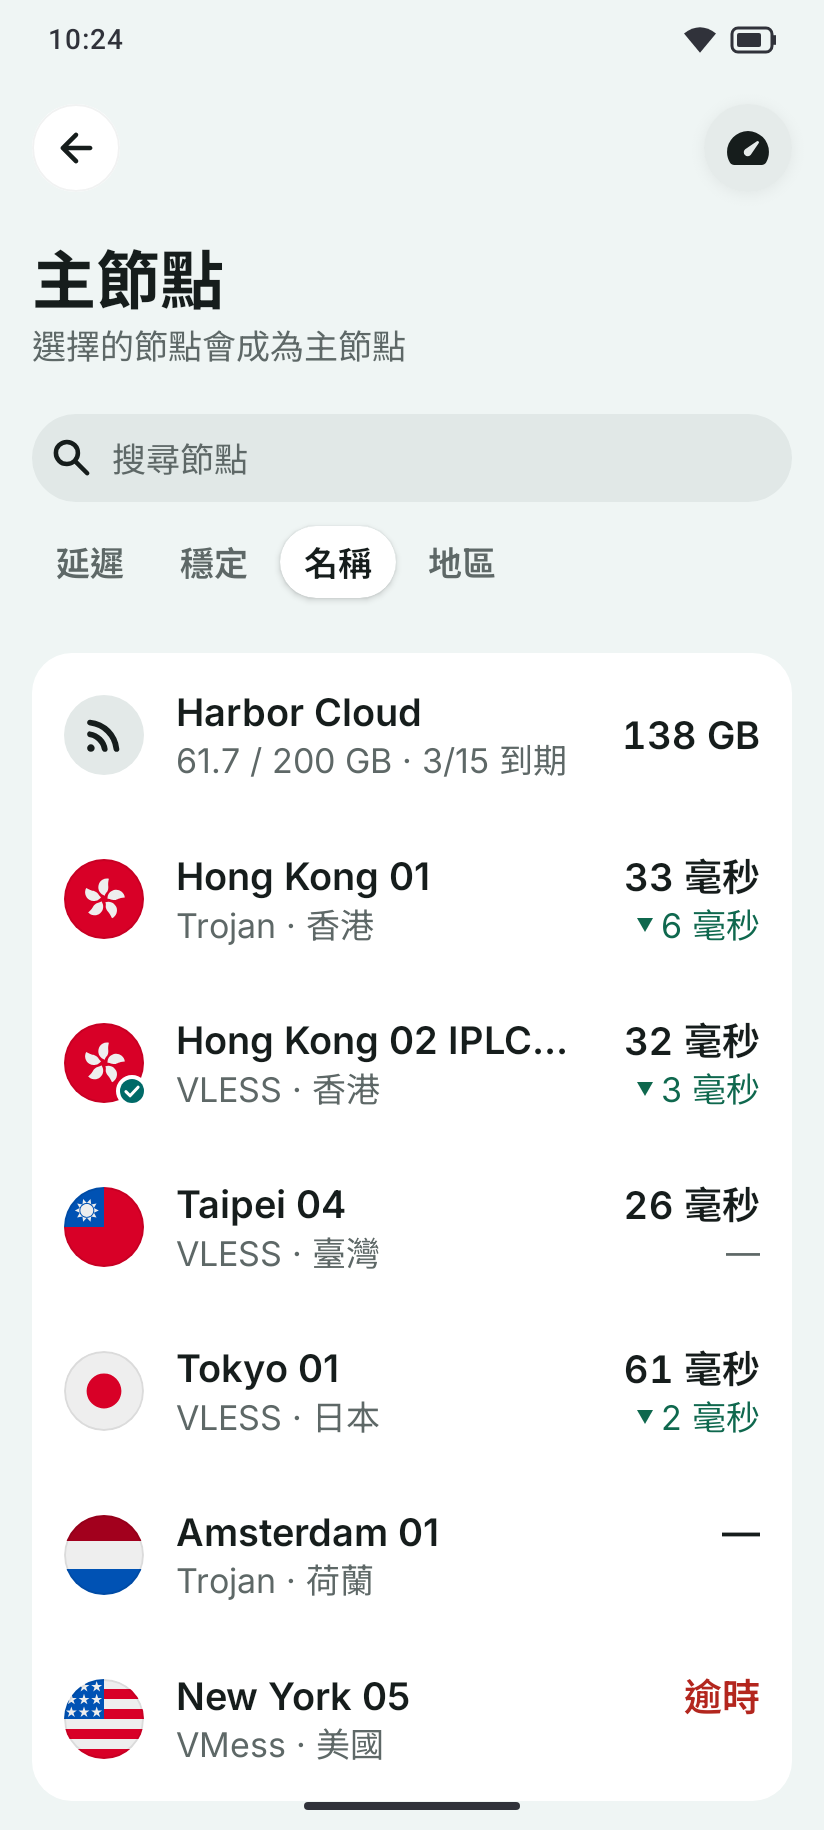 10:24
主節點
選擇的節點會成為主節點
搜尋節點
延遲 穩定 名稱 地區
Harbor Cloud
61.7 / 200 GB · 3/15 到期
138 GB
Hong Kong 01
33 毫秒
Trojan · 香港
▼6 毫秒
Hong Kong 02 IPLC...
32 毫秒
VLESS · 香港
▼3 毫秒
Taipei 04
26 毫秒
VLESS · 臺灣
—
Tokyo 01
61 毫秒
VLESS · 日本
▼2 毫秒
Amsterdam 01
—
Trojan · 荷蘭
New York 05
逾時
VMess · 美國